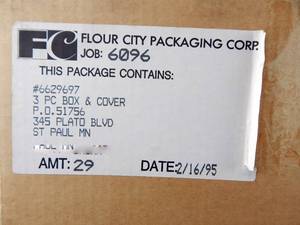 FC FLOUR CITY PACKAGING CORP.
JOB: 6096
THIS PACKAGE CONTAINS:
#6629697
3 PC BOX & COVER
P.O.51756
345 PLATO BLVD
ST PAUL MN
AMT: 29 DATE: 2/16/95